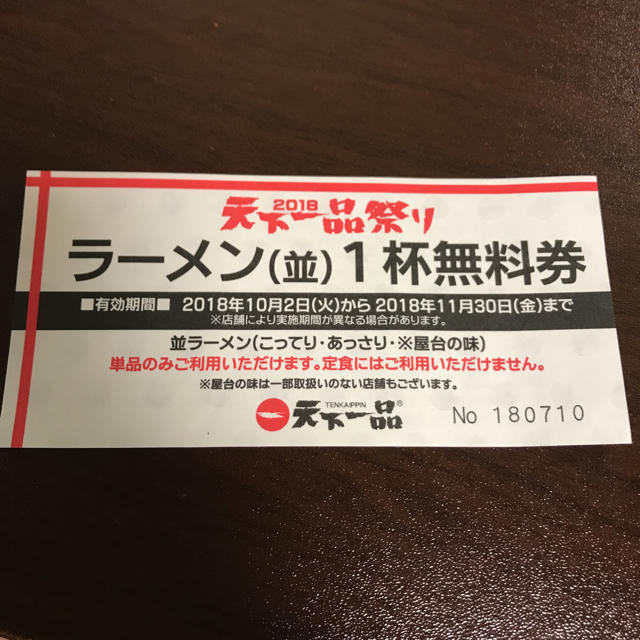 2018
天下一品祭り
ラーメン(並)1杯無料券
■有効期間■ 2018年10月2日(火)から 2018年11月30日(金)まで
※店舗により実施期間が異なる場合があります。
並ラーメン(こってり・あっさり・※屋台の味)
単品のみご利用いただけます。定食にはご利用いただけません。
※屋台の味は一部取扱いのない店舗もございます。
TENKAIPPIN
天下一品® No 180710